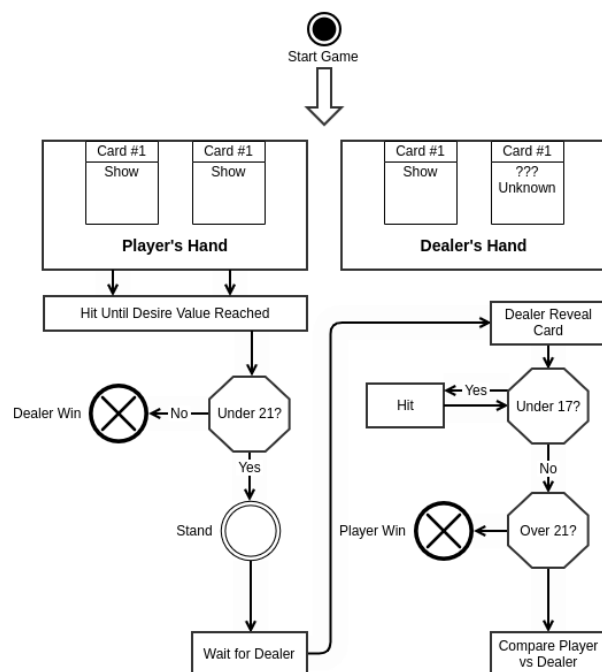 Start Game
Card #1
Show
Card #1
Show
Player's Hand
Card #1
Show
Card #1
???
Unknown
Dealer's Hand
Hit Until Desire Value Reached
Dealer Win
No
Under 21?
Yes
Stand
Wait for Dealer
Dealer Reveal
Card
Hit
Yes
Under 17?
No
Player Win
Over 21?
Compare Player
vs Dealer